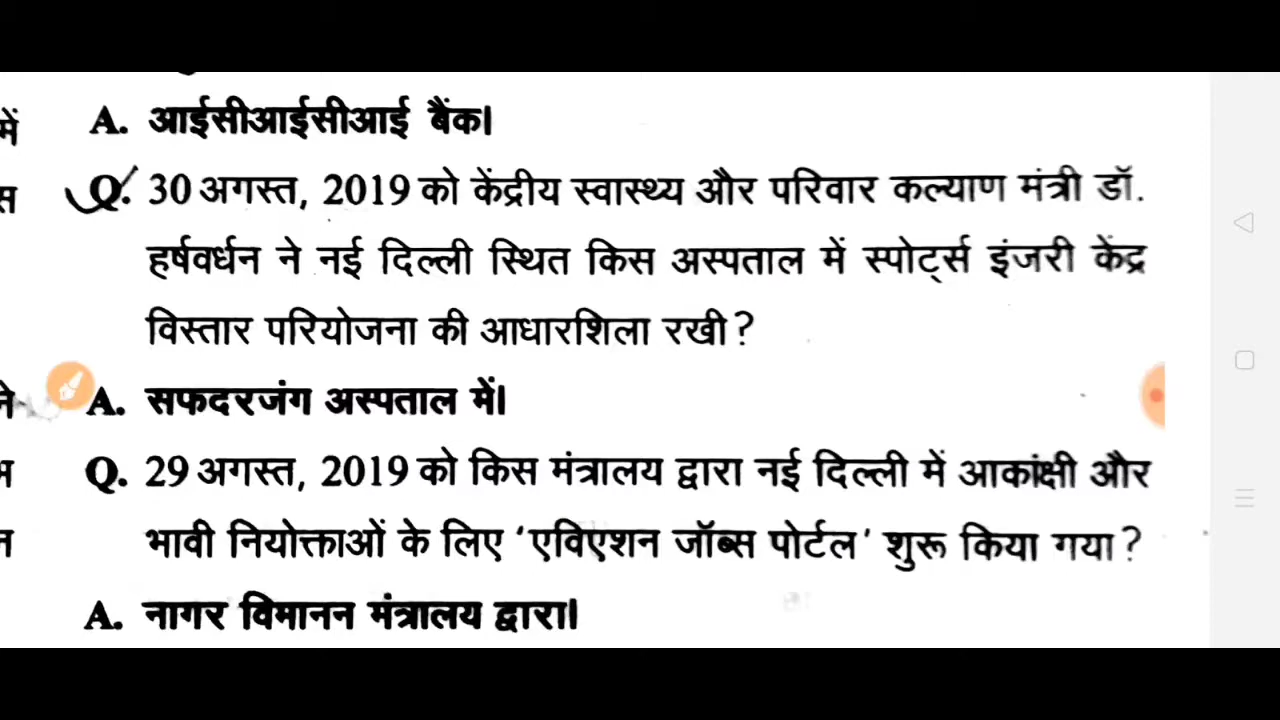 में
A. आईसीआईसीआई बैंक।
स
Q. 30 अगस्त, 2019 को केंद्रीय स्वास्थ्य और परिवार कल्याण मंत्री डॉ.
हर्षवर्धन ने नई दिल्ली स्थित किस अस्पताल में स्पोर्ट्स इंजरी केंद्र
विस्तार परियोजना की आधारशिला रखी?
ने
A. सफदरजंग अस्पताल में।
Q. 29 अगस्त, 2019 को किस मंत्रालय द्वारा नई दिल्ली में आकांक्षी और
भावी नियोक्ताओं के लिए ‘एविएशन जॉब्स पोर्टल’ शुरू किया गया?
A. नागर विमानन मंत्रालय द्वारा।